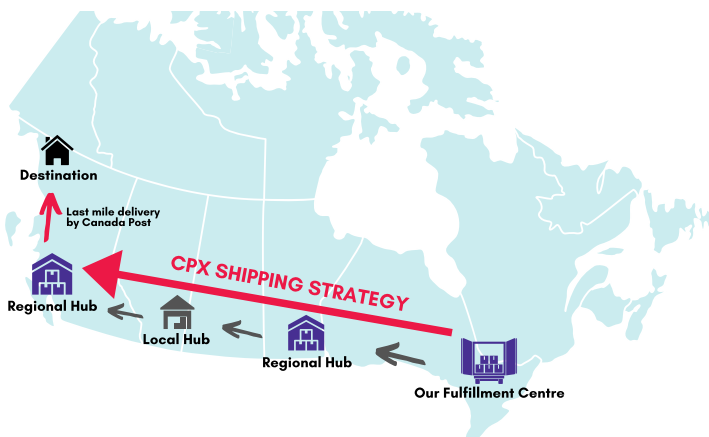 Destination
Last mile delivery
by Canada Post
CPX SHIPPING STRATEGY
Regional Hub
Local Hub
Regional Hub
Our Fulfillment Centre